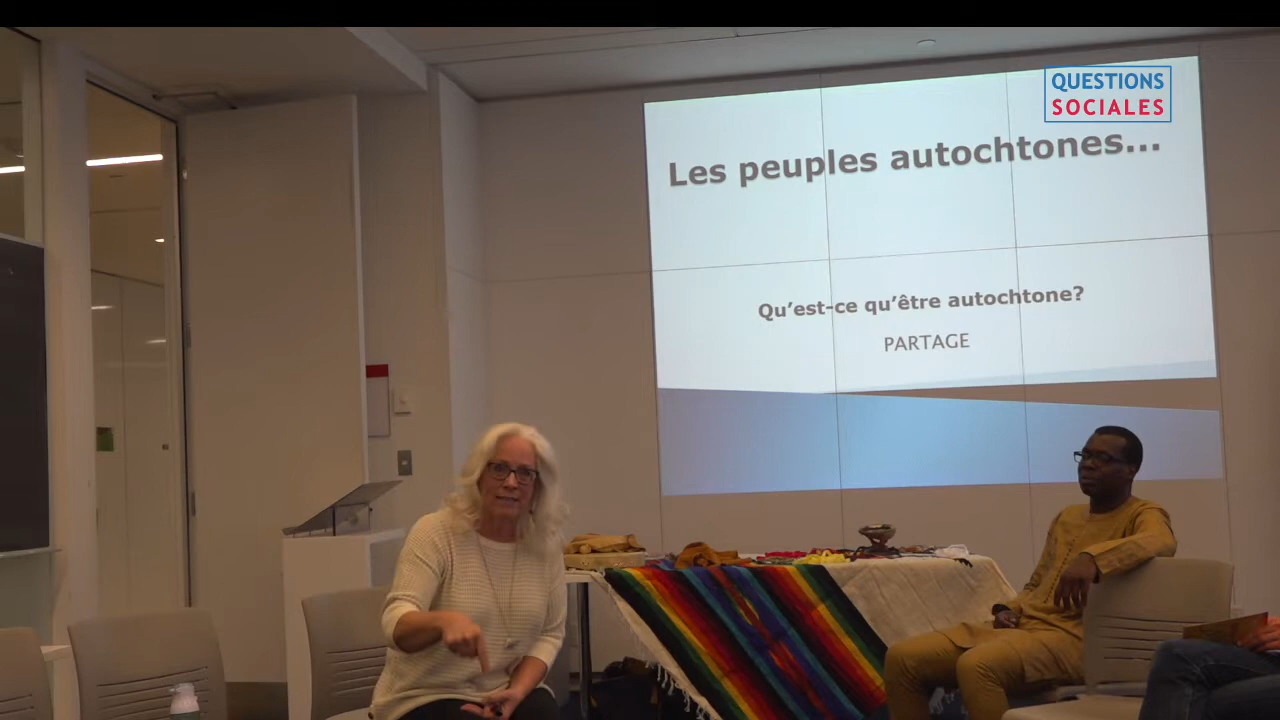 QUESTIONS
SOCIALES
Les peuples autochtones...
Qu'est-ce qu'être autochtone?
PARTAGE